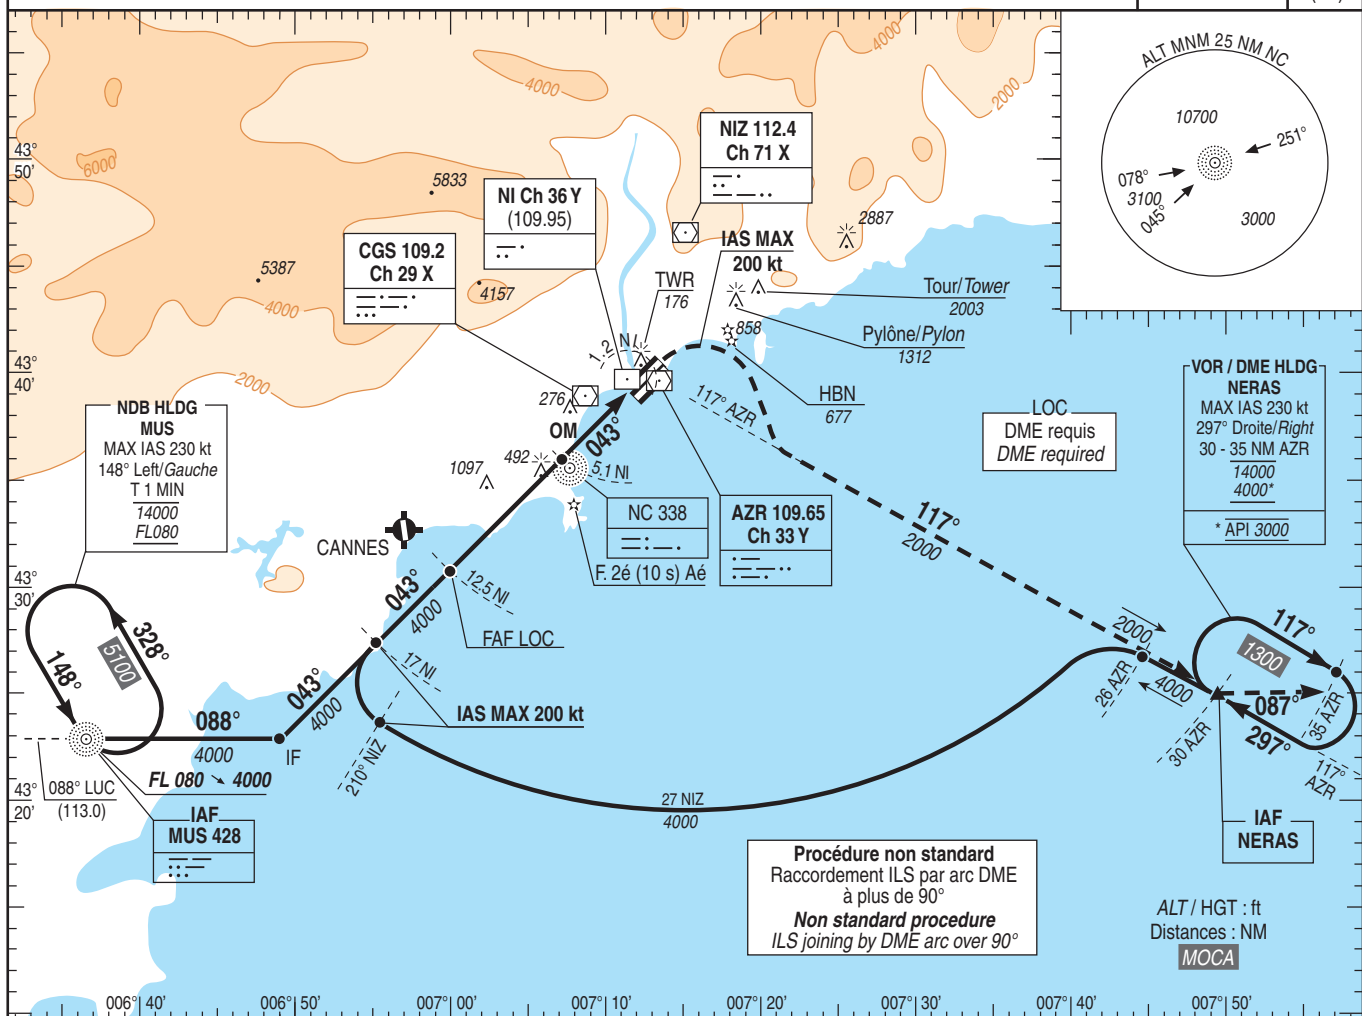 ALT MNM 25 NM NC
10700
251°
078°
3100
045°
3000
4000
4000
2000
6000
5833
5387
4000
4157
2000
43°
50'
43°
40'
43°
30'
43°
20'
NIZ 112.4
Ch 71 X
NI Ch 36 Y
(109.95)
CGS 109.2
Ch 29 X
IAS MAX
200 kt
2887
TWR
176
Tour/Tower
2003
Pylône/Pylon
1312
858
HBN
677
1.2 NI
117° AZR
276
OM
043°
492
5.1 NI
1097
NC 338
AZR 109.65
Ch 33 Y
F. 2é (10 s) Aé
LOC
DME requis
DME required
VOR / DME HLDG
NERAS
MAX IAS 230 kt
297° Droite/Right
30 - 35 NM AZR
14000
4000*
* API 3000
NDB HLDG
MUS
MAX IAS 230 kt
148° Left/Gauche
T 1 MIN
14000
FL080
CANNES
043°
4000
12.5 NI
FAF LOC
17 NI
IAS MAX 200 kt
043°
4000
328°
5100
148°
088°
4000
IF
FL 080 ↘ 4000
088° LUC
(113.0)
IAF
MUS 428
210° NIZ
27 NIZ
4000
117°
2000
2000
4000
26 AZR
30 AZR
117°
1300
087°
297°
35 AZR
117°
AZR
IAF
NERAS
Procédure non standard
Raccordement ILS par arc DME
à plus de 90°
Non standard procedure
ILS joining by DME arc over 90°
ALT / HGT : ft
Distances : NM
MOCA
006° 40'
006° 50'
007° 00'
007° 10'
007° 20'
007° 30'
007° 40'
007° 50'